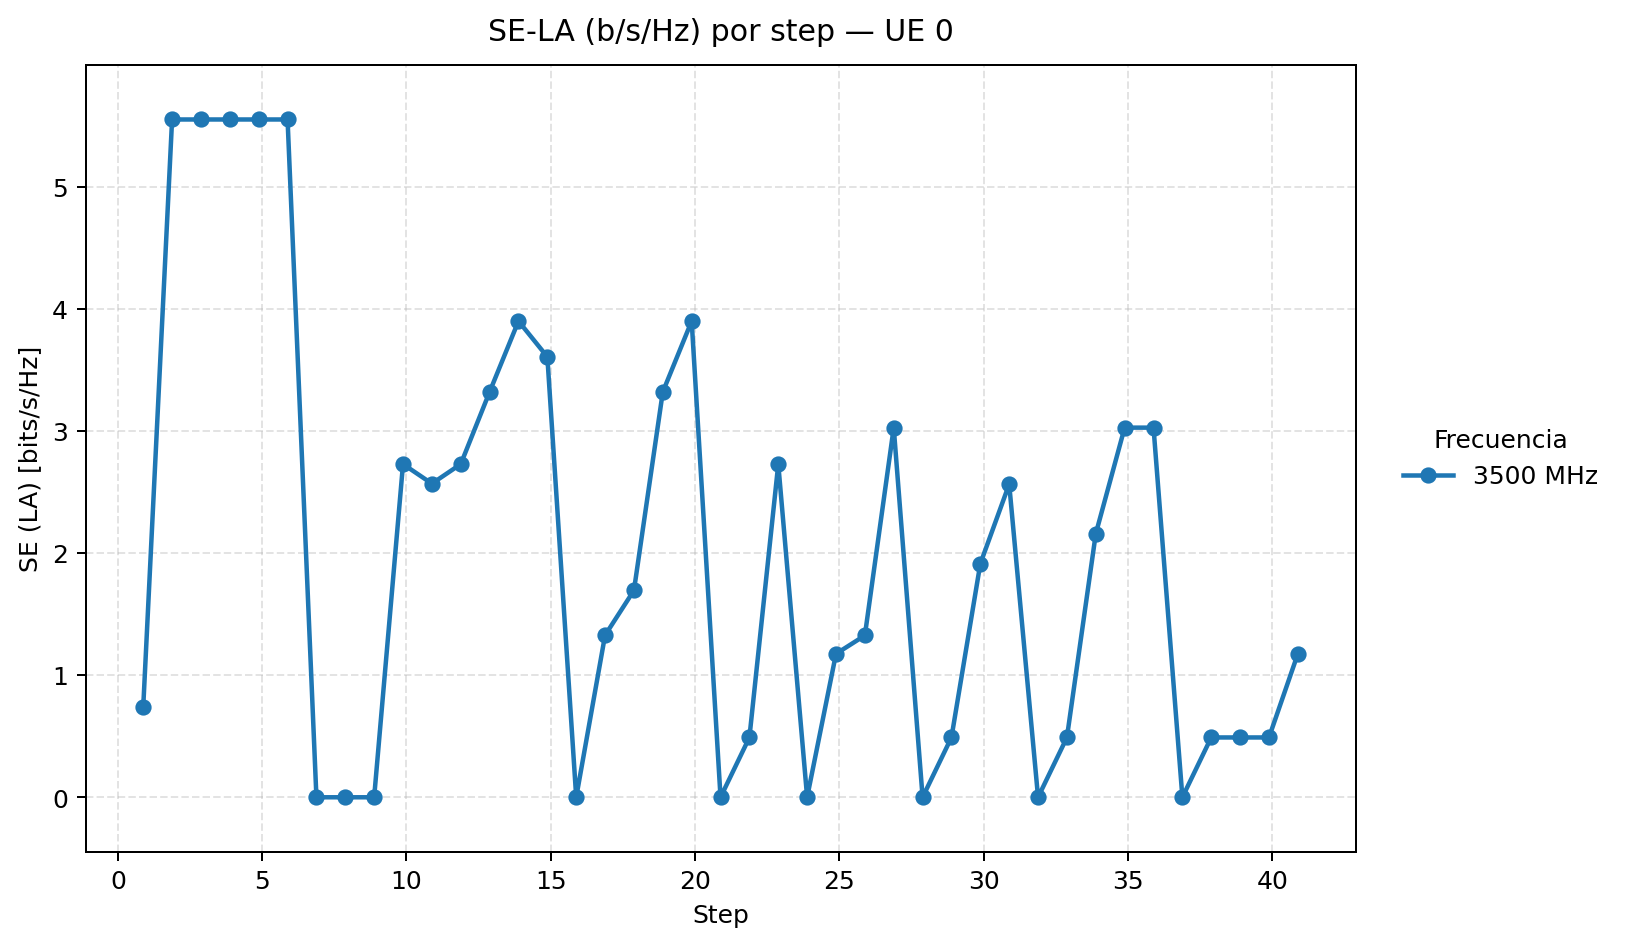 SE-LA (b/s/Hz) por step — UE 0
SE (LA) [bits/s/Hz]
5
4
3
2
1
0
0 5 10 15 20 25 30 35 40
Step
Frecuencia
3500 MHz